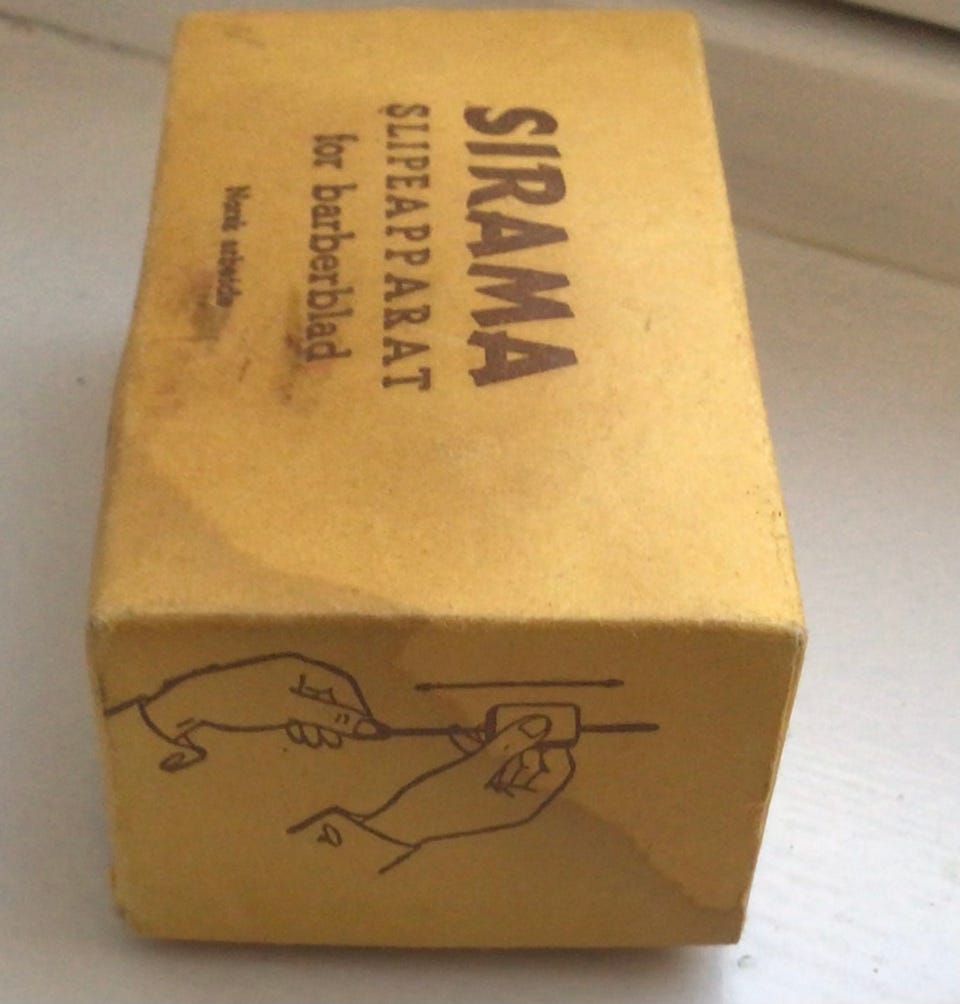 SIRAMA
SLIPEAPPARAT
for barberblad
Norsk arbeide